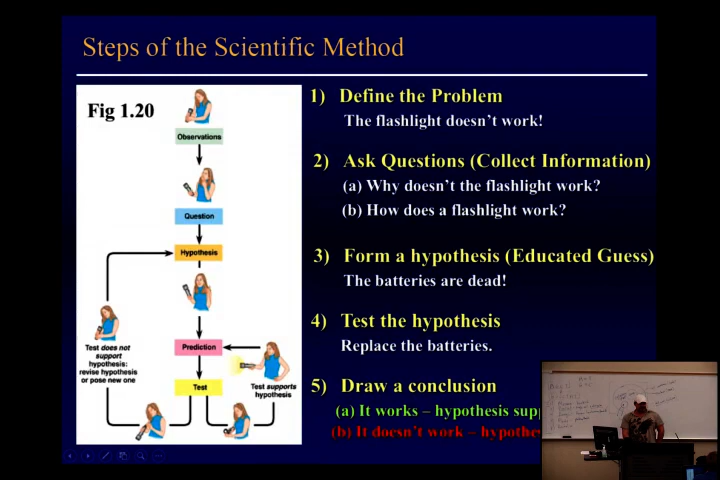 Steps of the Scientific Method
Fig 1.20
Observations
Question
Hypothesis
Prediction
Test
Test does not
support
hypothesis:
revise hypothesis
or pose new one
Test supports
hypothesis
1) Define the Problem
The flashlight doesn't work!
2) Ask Questions (Collect Information)
(a) Why doesn't the flashlight work?
(b) How does a flashlight work?
3) Form a hypothesis (Educated Guess)
The batteries are dead!
4) Test the hypothesis
Replace the batteries.
5) Draw a conclusion
(a) It works – hypothesis sup
(b) It doesn't work – hypothe